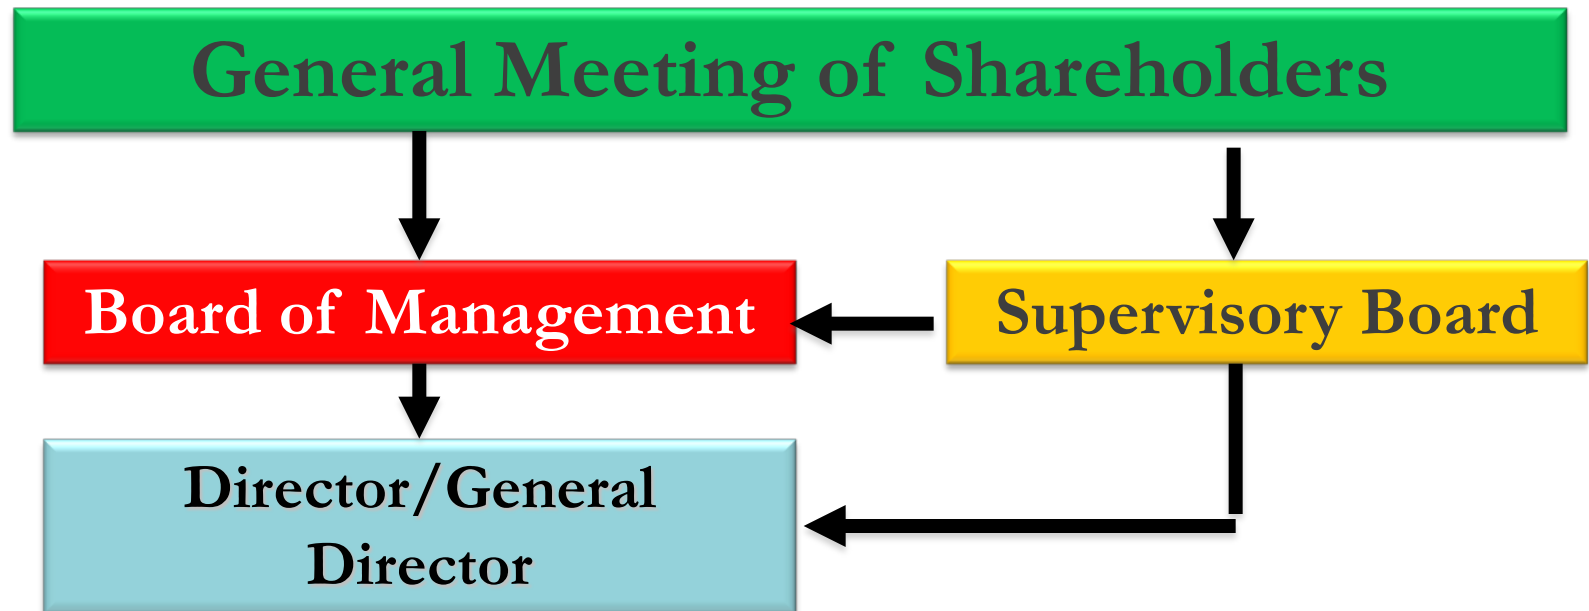 General Meeting of Shareholders
Board of Management
Supervisory Board
Director/General
Director